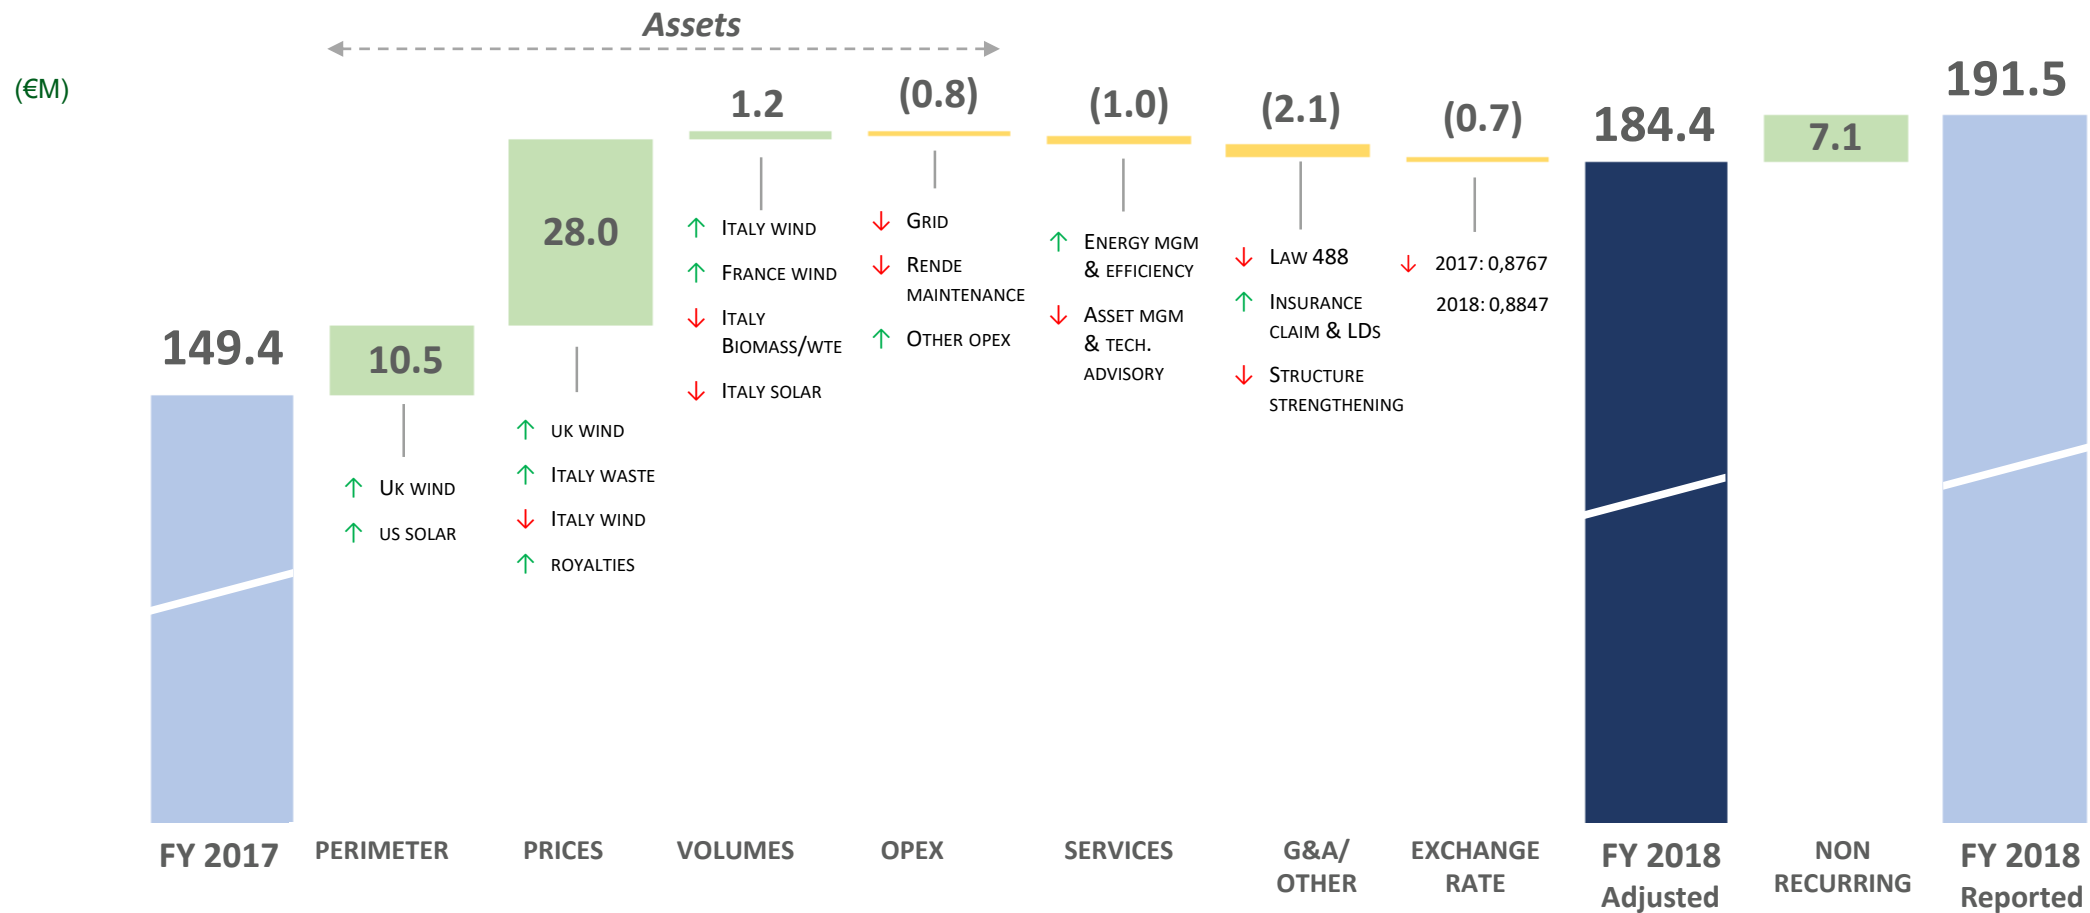 Assets
(€M)
149.4
10.5
28.0
1.2
(0.8)
(1.0)
(2.1)
(0.7)
184.4
7.1
191.5
↑ UK WIND
↑ US SOLAR
↑ UK WIND
↑ ITALY WASTE
↓ ITALY WIND
↑ ROYALTIES
↑ ITALY WIND
↑ FRANCE WIND
↓ ITALY
BIOMASS/WTE
↓ ITALY SOLAR
↓ GRID
↓ RENDE
MAINTENANCE
↑ OTHER OPEX
↑ ENERGY MGM
& EFFICIENCY
↓ ASSET MGM
& TECH.
ADVISORY
↓ LAW 488
↑ INSURANCE
CLAIM & LDS
↓ STRUCTURE
STRENGTHENING
↓ 2017: 0,8767
2018: 0,8847
FY 2017
PERIMETER
PRICES
VOLUMES
OPEX
SERVICES
G&A/
OTHER
EXCHANGE
RATE
FY 2018
Adjusted
NON
RECURRING
FY 2018
Reported